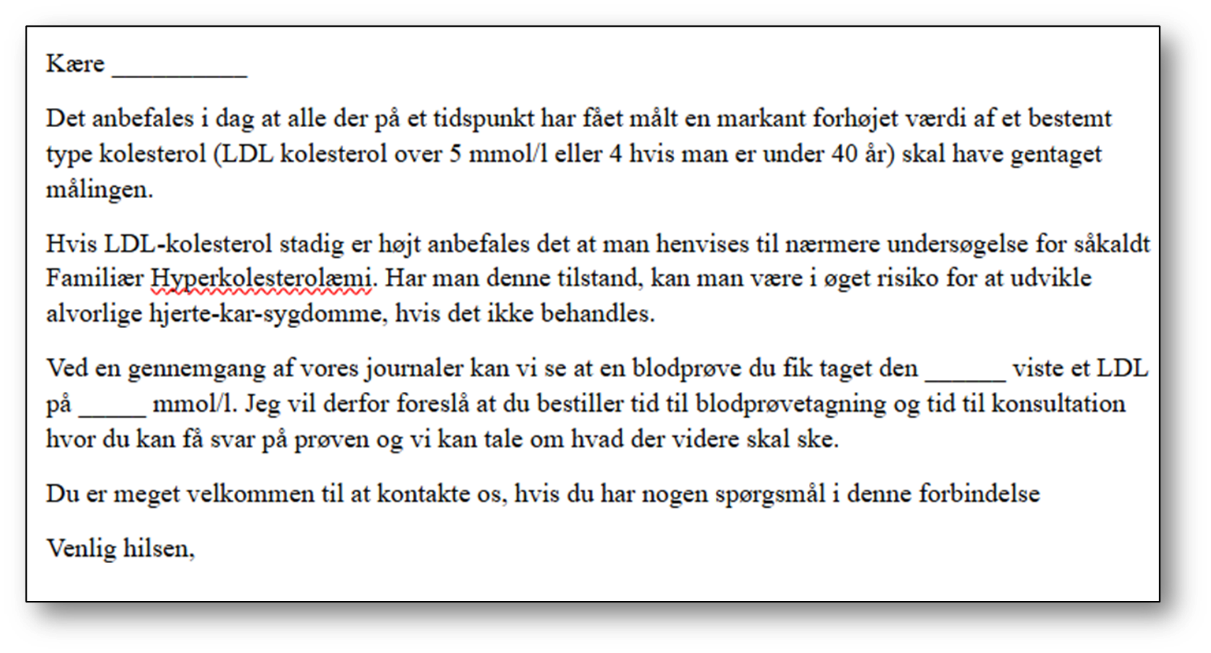 Kære __________
Det anbefales i dag at alle der på et tidspunkt har fået målt en markant forhøjet værdi af et bestemt
type kolesterol (LDL kolesterol over 5 mmol/l eller 4 hvis man er under 40 år) skal have gentaget
målingen.
Hvis LDL-kolesterol stadig er højt anbefales det at man henvises til nærmere undersøgelse for såkaldt
Familiær Hyperkolesterolæmi. Har man denne tilstand, kan man være i øget risiko for at udvikle
alvorlige hjerte-kar-sygdomme, hvis det ikke behandles.
Ved en gennemgang af vores journaler kan vi se at en blodprøve du fik taget den ______ viste et LDL
på _____ mmol/l. Jeg vil derfor foreslå at du bestiller tid til blodprøvetagning og tid til konsultation
hvor du kan få svar på prøven og vi kan tale om hvad der videre skal ske.
Du er meget velkommen til at kontakte os, hvis du har nogen spørgsmål i denne forbindelse
Venlig hilsen,